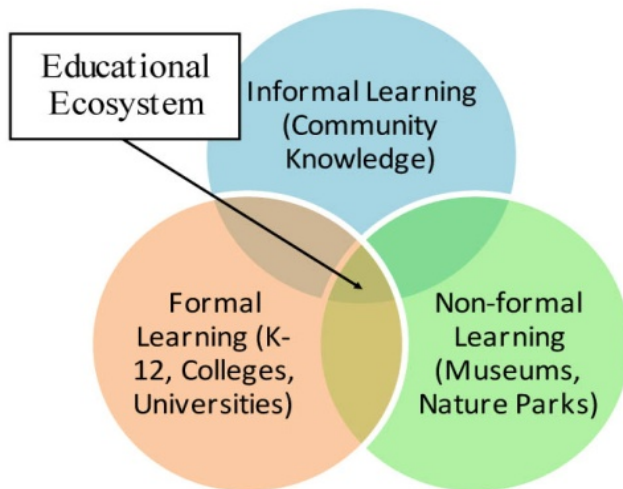 Educational
Ecosystem
Informal Learning
(Community
Knowledge)
Formal
Learning (K-
12, Colleges,
Universities)
Non-formal
Learning
(Museums,
Nature Parks)